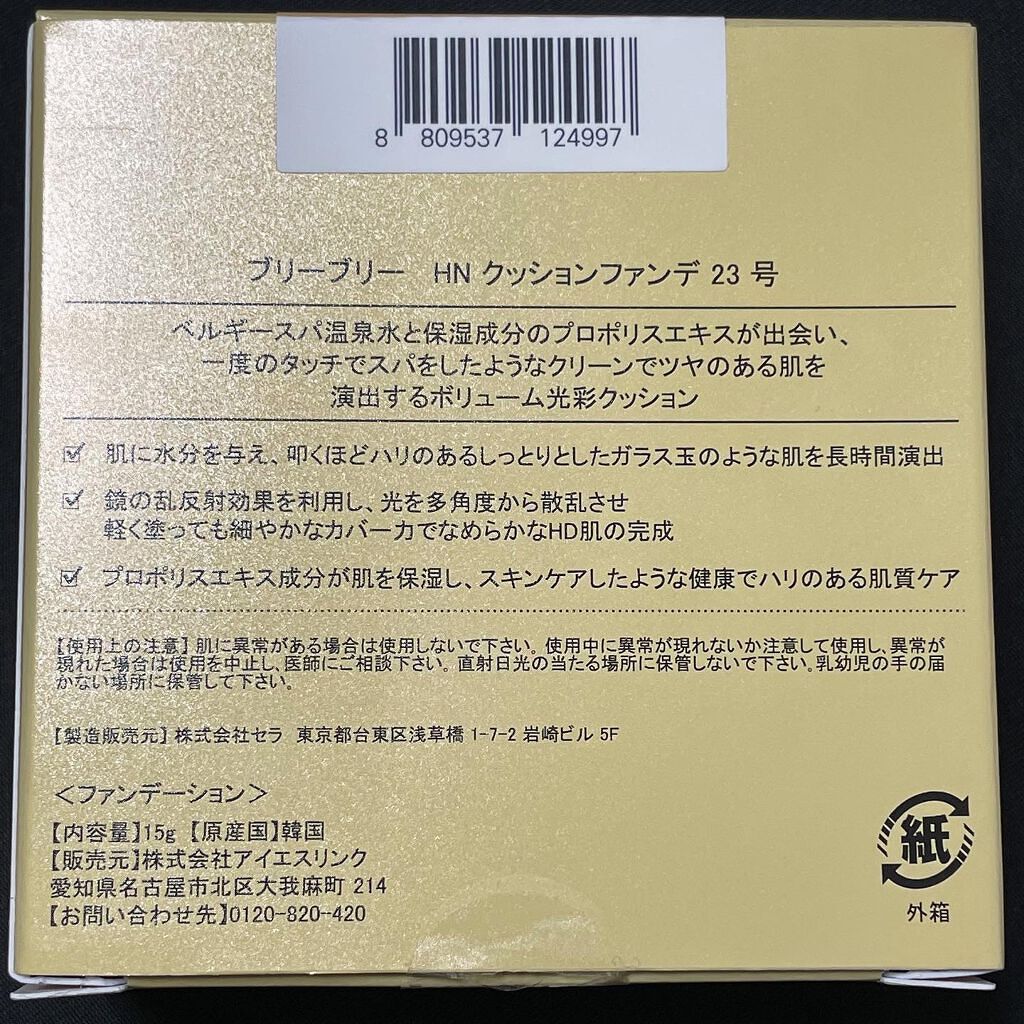 8 809537 124997
ブリーブリー HN クッションファンデ 23 号
ベルギースパ温泉水と保湿成分のプロポリスエキスが出会い、
一度のタッチでスパをしたようなクリーンでツヤのある肌を
演出するボリューム光彩クッション
肌に水分を与え、叩くほどハリのあるしっとりとしたガラス玉のような肌を長時間演出
鏡の乱反射効果を利用し、光を多角度から散乱させ
軽く塗っても細やかなカバー力でなめらかなHD肌の完成
プロポリスエキス成分が肌を保湿し、スキンケアしたような健康でハリのある肌質ケア
【使用上の注意】肌に異常がある場合は使用しないで下さい。使用中に異常が現れないか注意して使用し、異常が
現れた場合は使用を中止し、医師にご相談下さい。直射日光の当たる場所に保管しないで下さい。乳幼児の手の届
かない場所に保管して下さい。
【製造販売元】株式会社セラ 東京都台東区浅草橋 1-7-2 岩崎ビル 5F
＜ファンデーション＞
【内容量】15g 【原産国】韓国
【販売元】株式会社アイエスリンク
愛知県名古屋市北区大我麻町 214
【お問い合わせ先】0120-820-420
紙
外箱